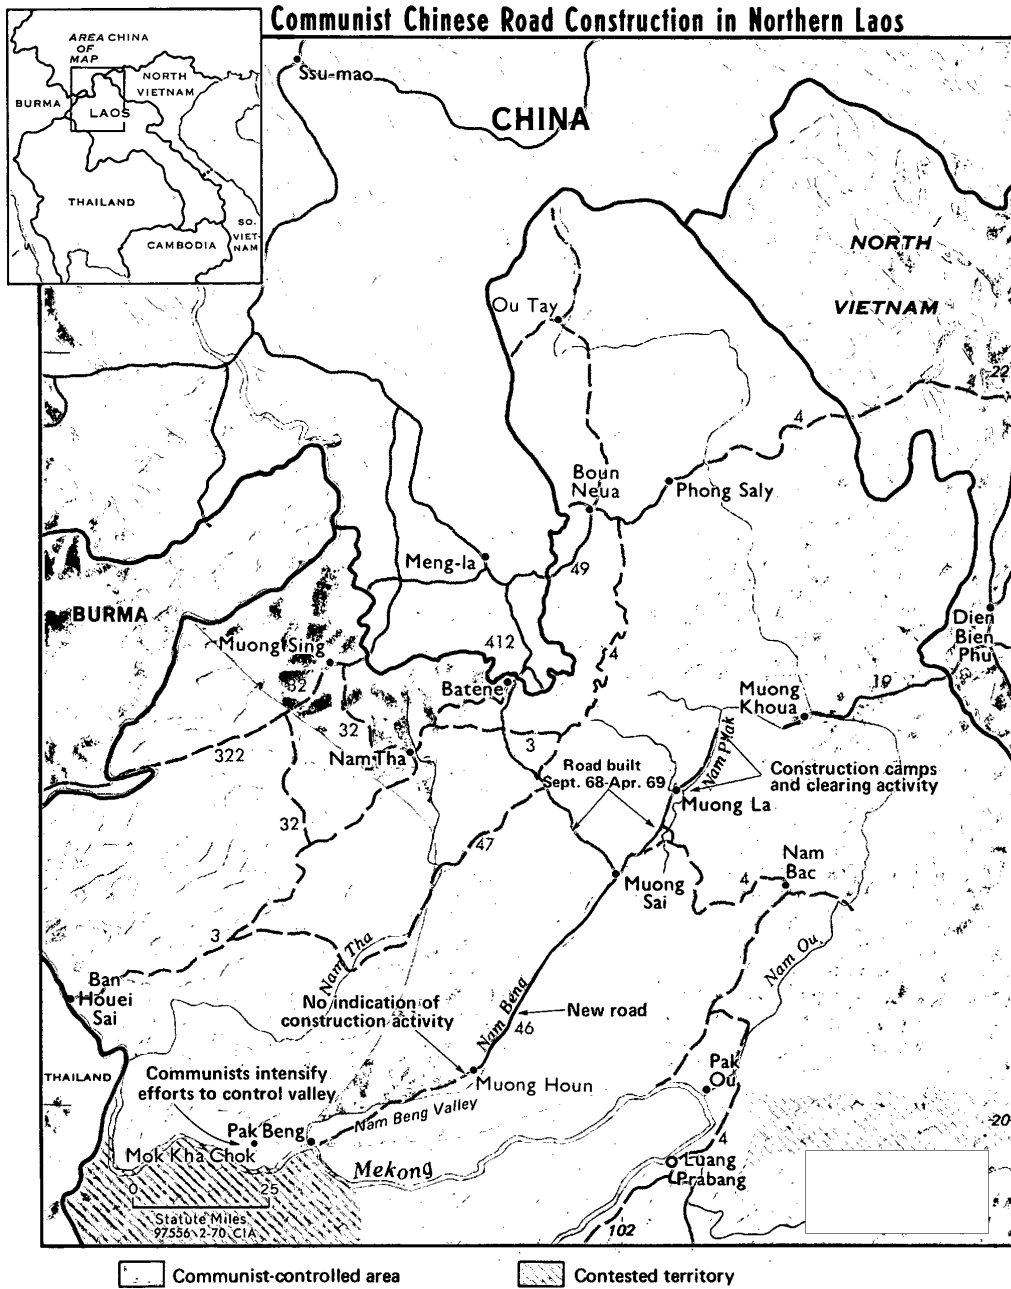 Communist Chinese Road Construction in Northern Laos
AREA
OF
MAP
CHINA
NORTH
VIETNAM
BURMA
LAOS
THAILAND
CAMBODIA
SO.
VIET-
NAM
Ssu-mao
CHINA
NORTH
VIETNAM
Ou Tay
22
4
Boun
Neua
Phong Saly
Meng-la
49
BURMA
Dien
Bien
Phu
Muong Sing
412
4
32
Batene
Muong
Khoua
19
32
322
Nam Tha
3
Road built
Sept. 68-Apr. 69
Nam Phak
Construction camps
and clearing activity
Muong La
32
47
Nam
Bac
4
Muong
Sai
3
Nam Tha
Nam Ou
Ban
Houei
Sai
No indication of
construction activity
Nam Beng
46
New road
THAILAND
Communists intensify
efforts to control valley
Muong Houn
Pak
Ou
Nam Beng Valley
Pak Beng
20
4
Mok Kha Chok
Mekong
Luang
Prabang
0
25
Statute Miles
97556 2-70 CIA
102
Communist-controlled area
Contested territory